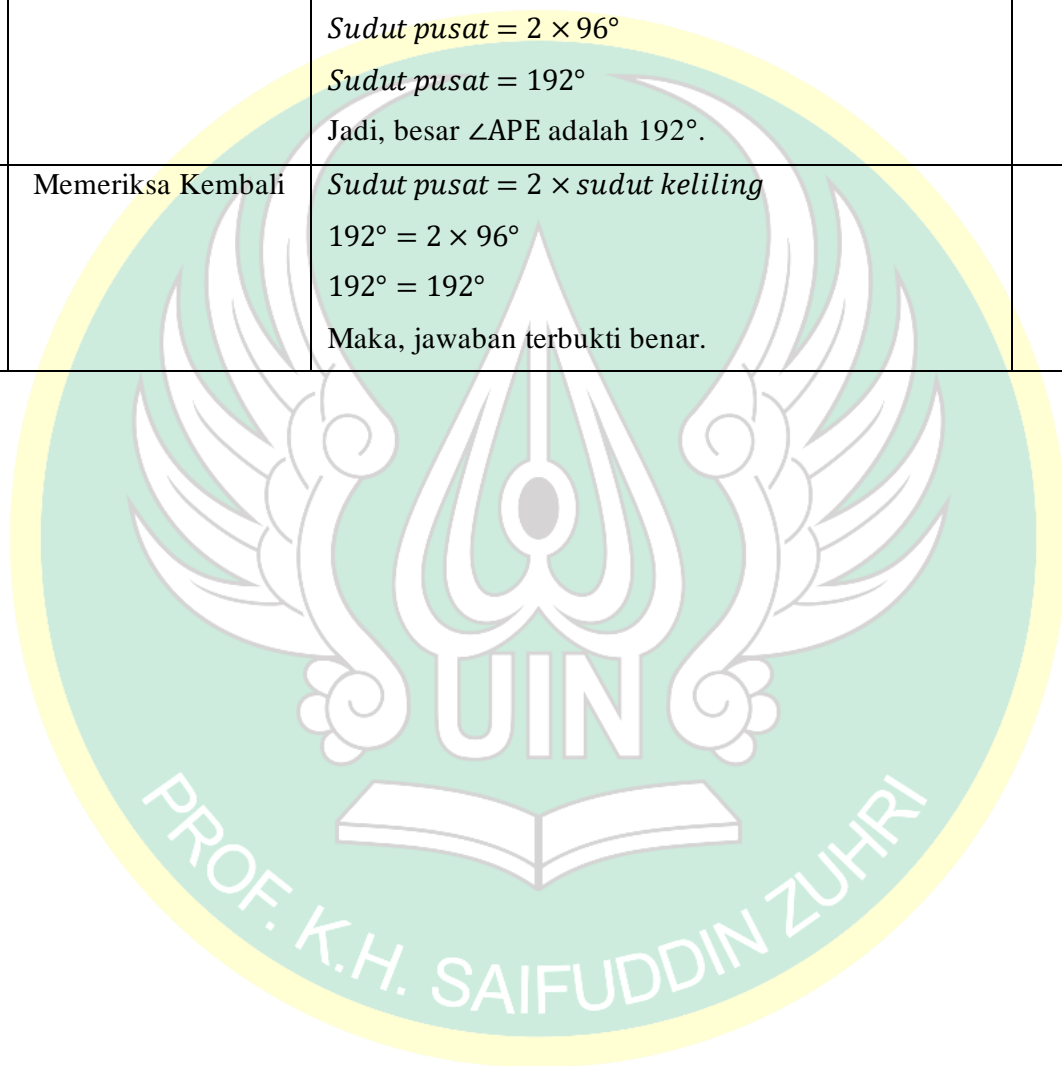 Sudut pusat = 2 × 96°
Sudut pusat = 192°
Jadi, besar ∠APE adalah 192°.
Memeriksa Kembali
Sudut pusat = 2 × sudut keliling
192° = 2 × 96°
192° = 192°
Maka, jawaban terbukti benar.
UIN
PROF. K.H. SAIFUDDIN ZUHRI